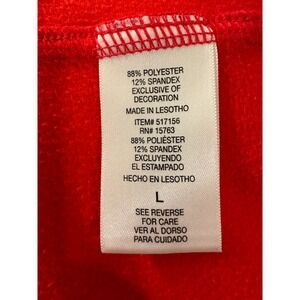 88% POLYESTER
12% SPANDEX
EXCLUSIVE OF
DECORATION
MADE IN LESOTHO
ITEM# 517156
RN# 15763
88% POLIÉSTER
12% SPANDEX
EXCLUYENDO
EL ESTAMPADO
HECHO EN LESOTHO
L
SEE REVERSE
FOR CARE
VER AL DORSO
PARA CUIDADO